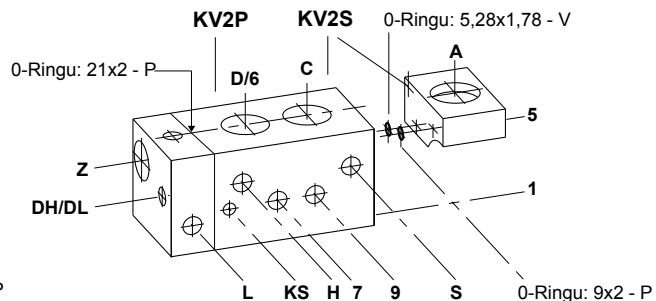 KV2P KV2S 0-Ringu: 5,28x1,78 - V
0-Ringu: 21x2 - P
D/6 C A
5
Z
DH/DL
1
L KS H 7 9 S 0-Ringu: 9x2 - P